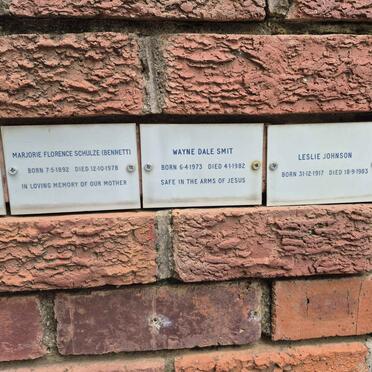 MARJORIE FLORENCE SCHULZE (BENNETT)
BORN 7·5·1892 DIED 12·10·1978
IN LOVING MEMORY OF OUR MOTHER
WAYNE DALE SMIT
BORN 6·4·1973 DIED 4·1·1982
SAFE IN THE ARMS OF JESUS
LESLIE JOHNSON
BORN 31·12·1917 DIED 18·9·1983